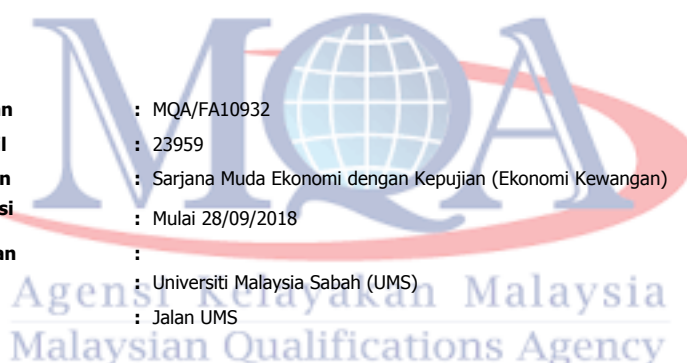 MQA
an : MQA/FA10932
l : 23959
n : Sarjana Muda Ekonomi dengan Kepujian (Ekonomi Kewangan)
si : Mulai 28/09/2018
an :
: Universiti Malaysia Sabah (UMS)
: Jalan UMS
Agensi Kelayakan Malaysia
Malaysian Qualifications Agency